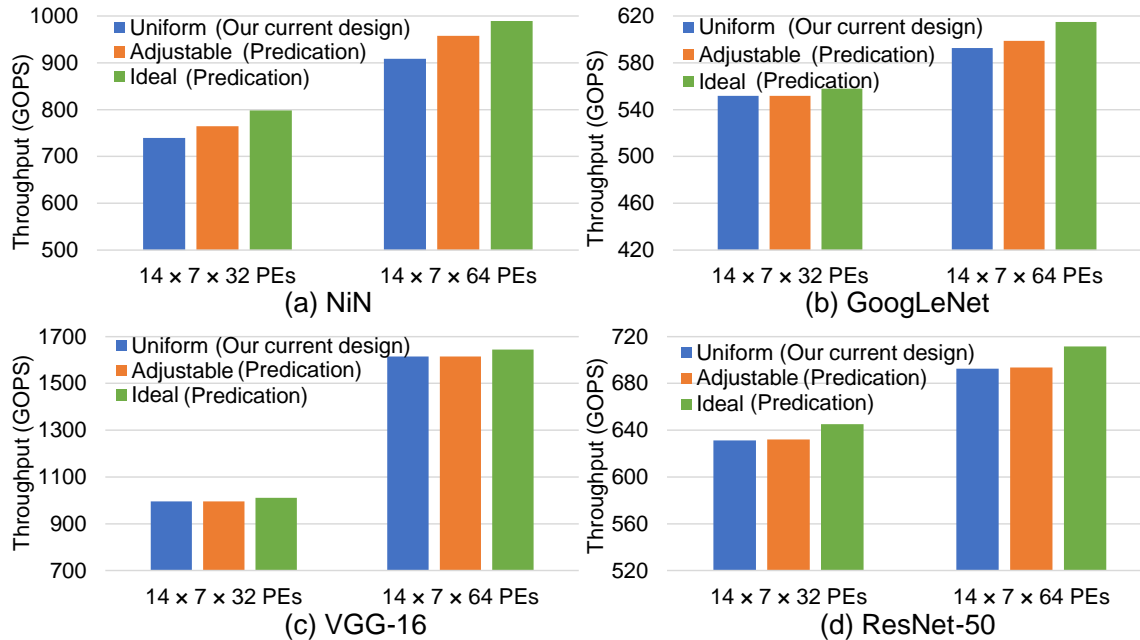 1000
900
800
700
600
500
Throughput (GOPS)
Uniform (Our current design)
Adjustable (Predication)
Ideal (Predication)
14 × 7 × 32 PEs
14 × 7 × 64 PEs
(a) NiN
620
580
540
500
460
420
Throughput (GOPS)
Uniform (Our current design)
Adjustable (Predication)
Ideal (Predication)
14 × 7 × 32 PEs
14 × 7 × 64 PEs
(b) GoogLeNet
1700
1500
1300
1100
900
700
Throughput (GOPS)
Uniform (Our current design)
Adjustable (Predication)
Ideal (Predication)
14 × 7 × 32 PEs
14 × 7 × 64 PEs
(c) VGG-16
720
680
640
600
560
520
Throughput (GOPS)
Uniform (Our current design)
Adjustable (Predication)
Ideal (Predication)
14 × 7 × 32 PEs
14 × 7 × 64 PEs
(d) ResNet-50